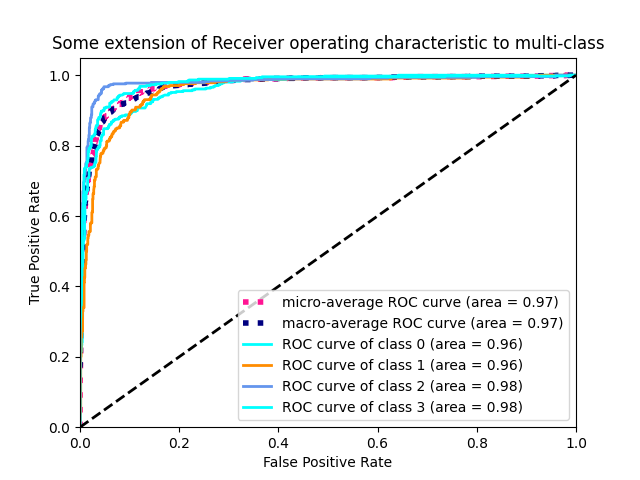 Some extension of Receiver operating characteristic to multi-class
1.0
0.8
0.6
0.4
0.2
0.0
True Positive Rate
micro-average ROC curve (area = 0.97)
macro-average ROC curve (area = 0.97)
ROC curve of class 0 (area = 0.96)
ROC curve of class 1 (area = 0.96)
ROC curve of class 2 (area = 0.98)
ROC curve of class 3 (area = 0.98)
0.0 0.2 0.4 0.6 0.8 1.0
False Positive Rate